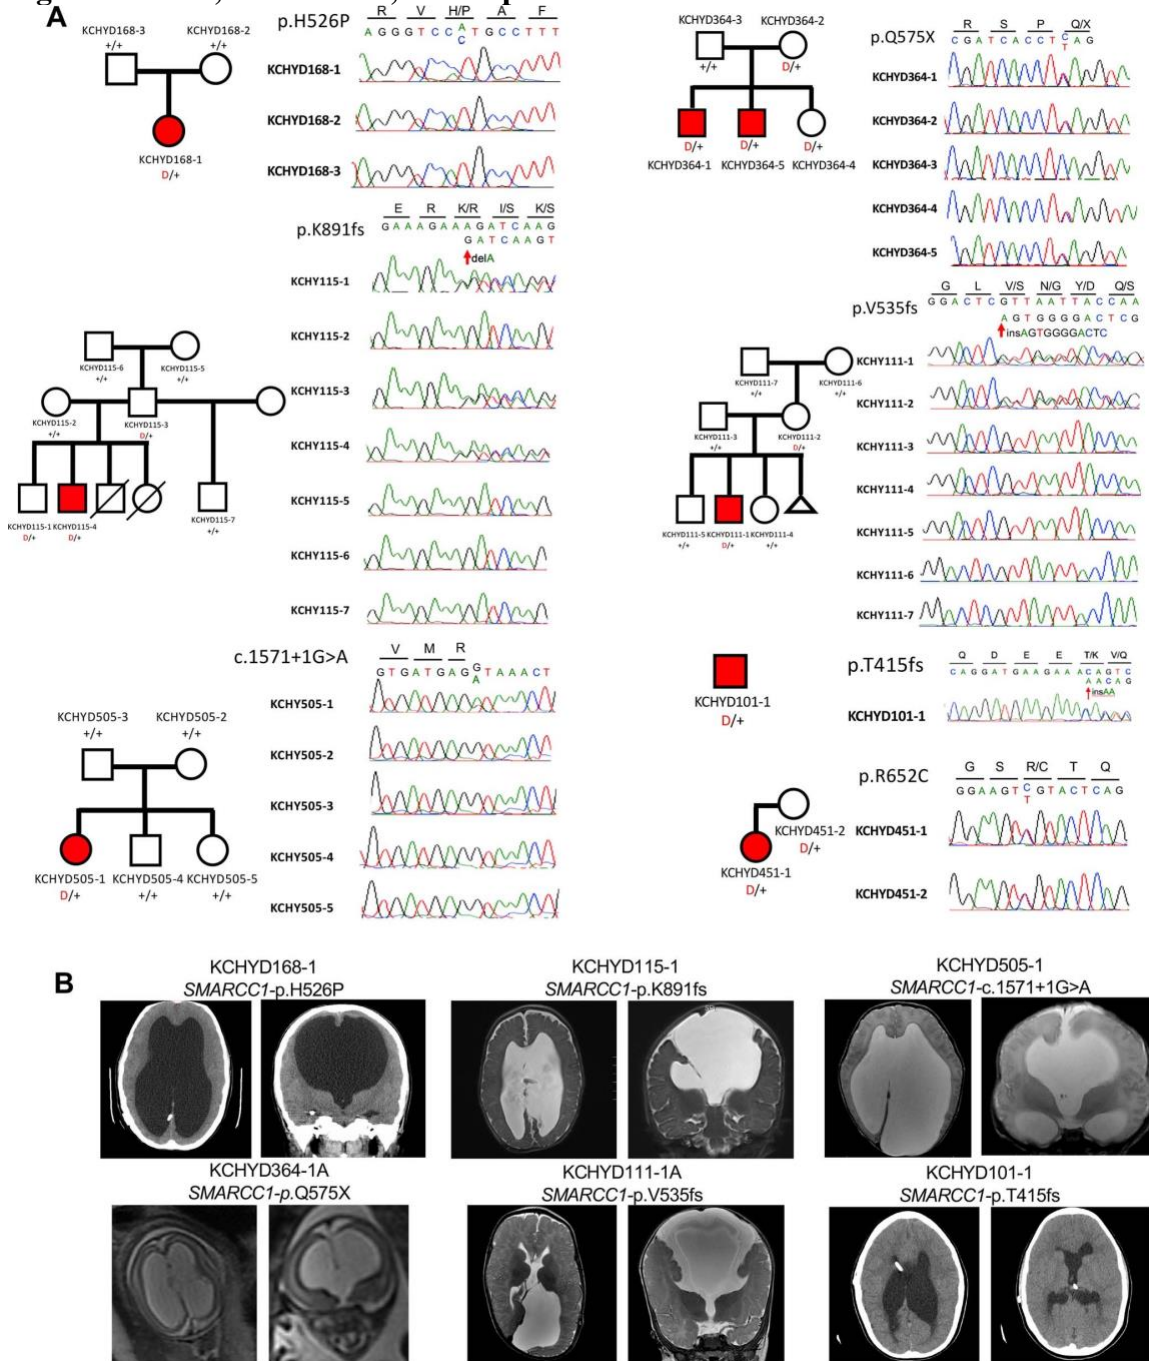 A
KCHYD168-3
+/+
KCHYD168-2
+/+
KCHYD168-1
D/+
p.H526P
R V H/P A F
A G G G T C C A T G C C T T T
C
KCHYD168-1
KCHYD168-2
KCHYD168-3
KCHYD364-3
+/+
KCHYD364-2
D/+
D/+ D/+ D/+
KCHYD364-1 KCHYD364-5 KCHYD364-4
p.Q575X
R S P Q/X
C G A T C A C C T C A G
T
KCHYD364-1
KCHYD364-2
KCHYD364-3
KCHYD364-4
KCHYD364-5
p.K891fs
E R K/R I/S K/S
G A A A G A A A G A T C A A G
G A T C A A G T
delA
KCHY115-1
KCHY115-2
KCHY115-3
KCHY115-4
KCHY115-5
KCHY115-6
KCHY115-7
KCHYD115-6
+/+
KCHYD115-5
+/+
KCHYD115-2
+/+
KCHYD115-3
D/+
KCHYD115-1 KCHYD115-4
D/+ D/+
KCHYD115-7
+/+
p.V535fs
G L V/S N/G Y/D Q/S
G G A C T C G T T A A T T A C C A A
A G T G G G G A C T C G
insAGTGGGGACTC
KCHY111-1
KCHY111-2
KCHY111-3
KCHY111-4
KCHY111-5
KCHY111-6
KCHY111-7
KCHYD111-7
+/+
KCHYD111-6
+/+
KCHYD111-3
+/+
KCHYD111-2
D/+
KCHYD111-5 KCHYD111-1 KCHYD111-4
+/+ D/+ +/+
c.1571+1G>A
V M R
G T G A T G A G G T A A A C T
A
KCHY505-1
KCHY505-2
KCHY505-3
KCHY505-4
KCHY505-5
KCHYD505-3
+/+
KCHYD505-2
+/+
KCHYD505-1 KCHYD505-4 KCHYD505-5
D/+ +/+ +/+
KCHYD101-1
D/+
p.T415fs
Q D E E T/K V/Q
C A G G A T G A A G A A A C A G T C
A A C A G
insAA
KCHYD101-1
p.R652C
G S R/C T Q
G G A A G T C G T A C T C A G
T
KCHYD451-1
KCHYD451-2
KCHYD451-2
D/+
KCHYD451-1
D/+
B
KCHYD168-1
SMARCC1-p.H526P
KCHYD115-1
SMARCC1-p.K891fs
KCHYD505-1
SMARCC1-c.1571+1G>A
KCHYD364-1A
SMARCC1-p.Q575X
KCHYD111-1A
SMARCC1-p.V535fs
KCHYD101-1
SMARCC1-p.T415fs